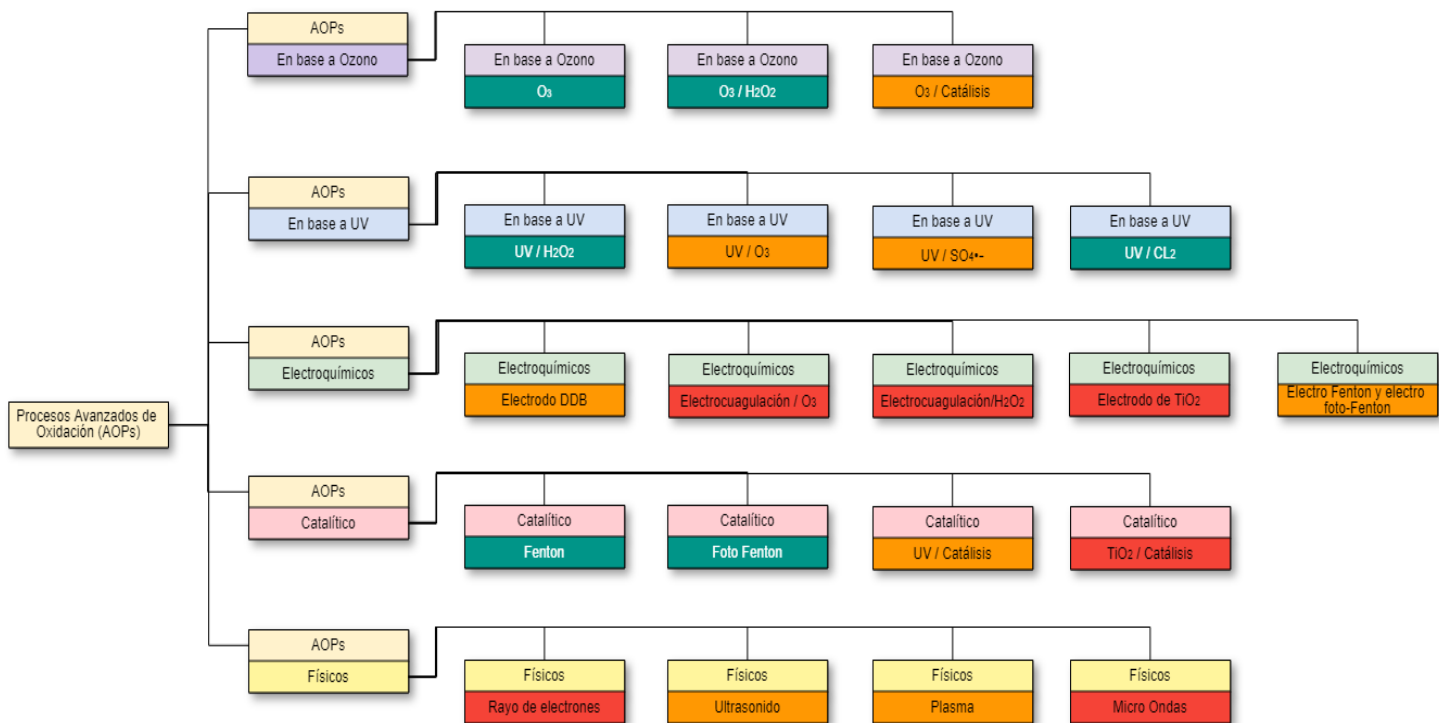 AOPs
En base a Ozono
En base a Ozono
O₃
En base a Ozono
O₃ / H₂O₂
En base a Ozono
O₃ / Catálisis
AOPs
En base a UV
En base a UV
UV / H₂O₂
En base a UV
UV / O₃
En base a UV
UV / SO₄•-
En base a UV
UV / CL₂
AOPs
Electroquímicos
Electroquímicos
Electrodo DDB
Electroquímicos
Electrocuagulación / O₃
Electroquímicos
Electrocuagulación/H₂O₂
Electroquímicos
Electrodo de TiO₂
Electroquímicos
Electro Fenton y electro
foto-Fenton
Procesos Avanzados de
Oxidación (AOPs)
AOPs
Catalítico
Catalítico
Fenton
Catalítico
Foto Fenton
Catalítico
UV / Catálisis
Catalítico
TiO₂ / Catálisis
AOPs
Físicos
Físicos
Rayo de electrones
Físicos
Ultrasonido
Físicos
Plasma
Físicos
Micro Ondas